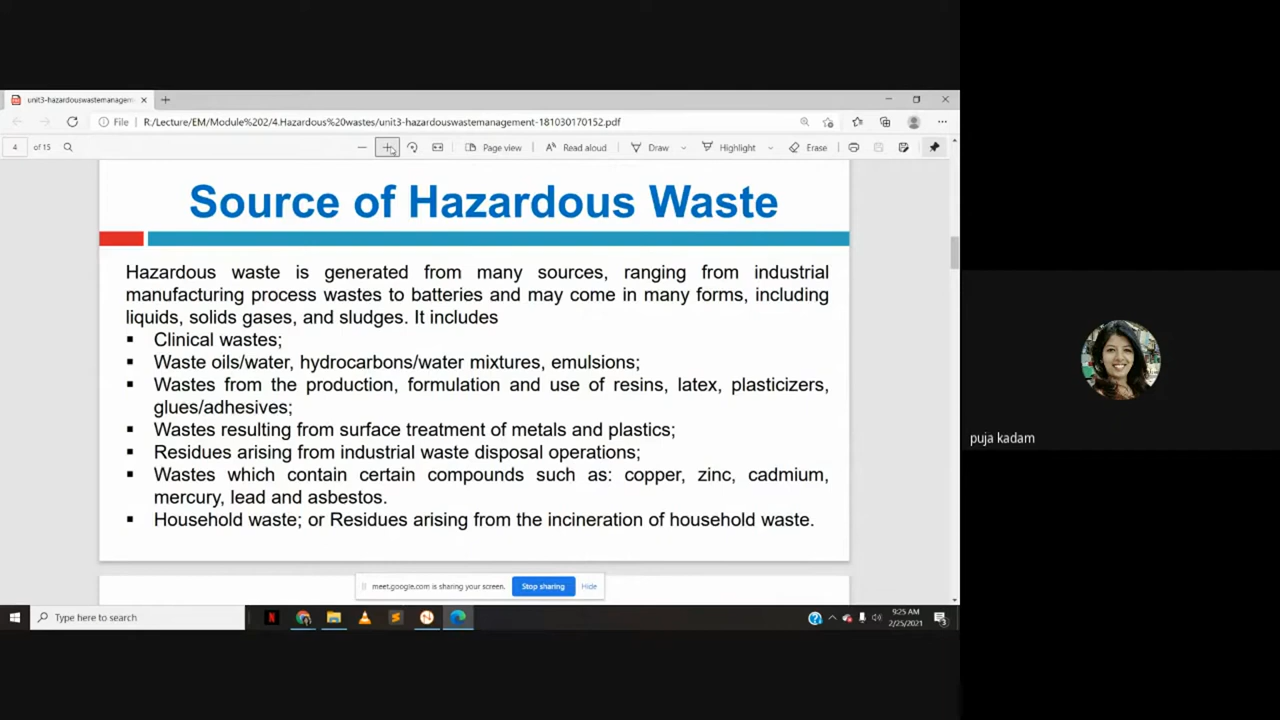 unit3-hazardouswastemanagem
File R:/Lecture/EM/Module%202/4.Hazardous%20wastes/unit3-hazardouswastemanagement-181030170152.pdf
4 of 15 Page view Read aloud Draw Highlight Erase
Source of Hazardous Waste
Hazardous waste is generated from many sources, ranging from industrial
manufacturing process wastes to batteries and may come in many forms, including
liquids, solids gases, and sludges. It includes
▪ Clinical wastes;
▪ Waste oils/water, hydrocarbons/water mixtures, emulsions;
▪ Wastes from the production, formulation and use of resins, latex, plasticizers,
glues/adhesives;
▪ Wastes resulting from surface treatment of metals and plastics;
▪ Residues arising from industrial waste disposal operations;
▪ Wastes which contain certain compounds such as: copper, zinc, cadmium,
mercury, lead and asbestos.
▪ Household waste; or Residues arising from the incineration of household waste.
puja kadam
meet.google.com is sharing your screen. Stop sharing Hide
Type here to search
9:25 AM
2/25/2021